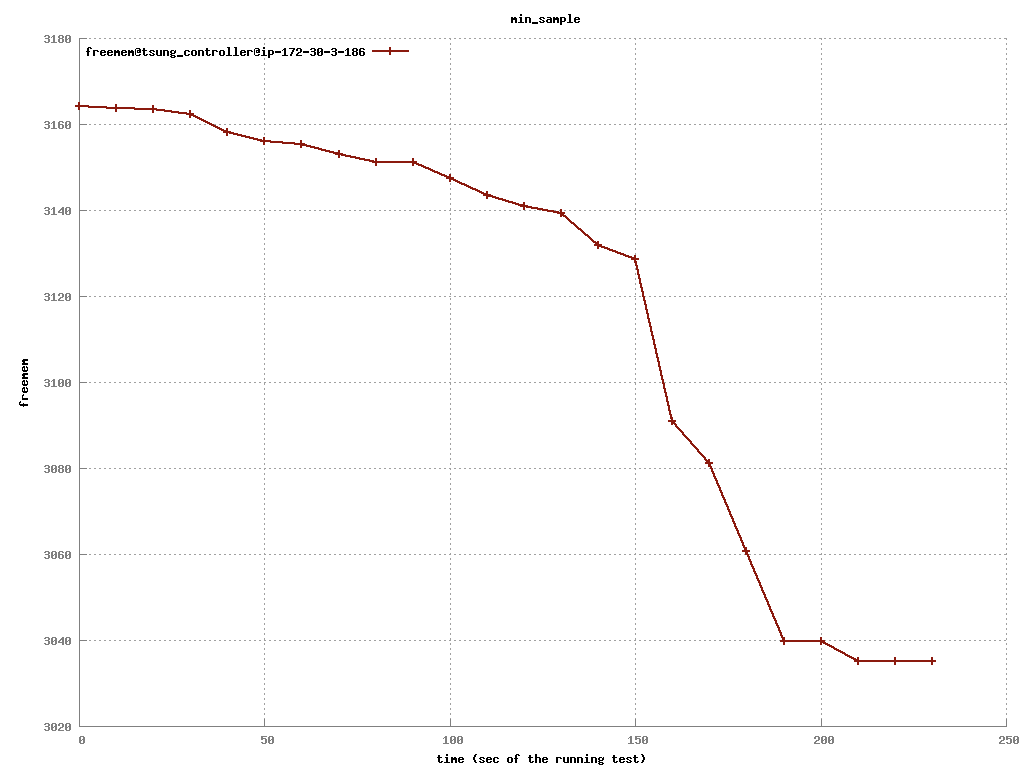 min_sample
3180
freemem@tsung_controller@ip-172-30-3-186
3160
3140
3120
3100
freemem
3080
3060
3040
3020
0 50 100 150 200 250
time (sec of the running test)